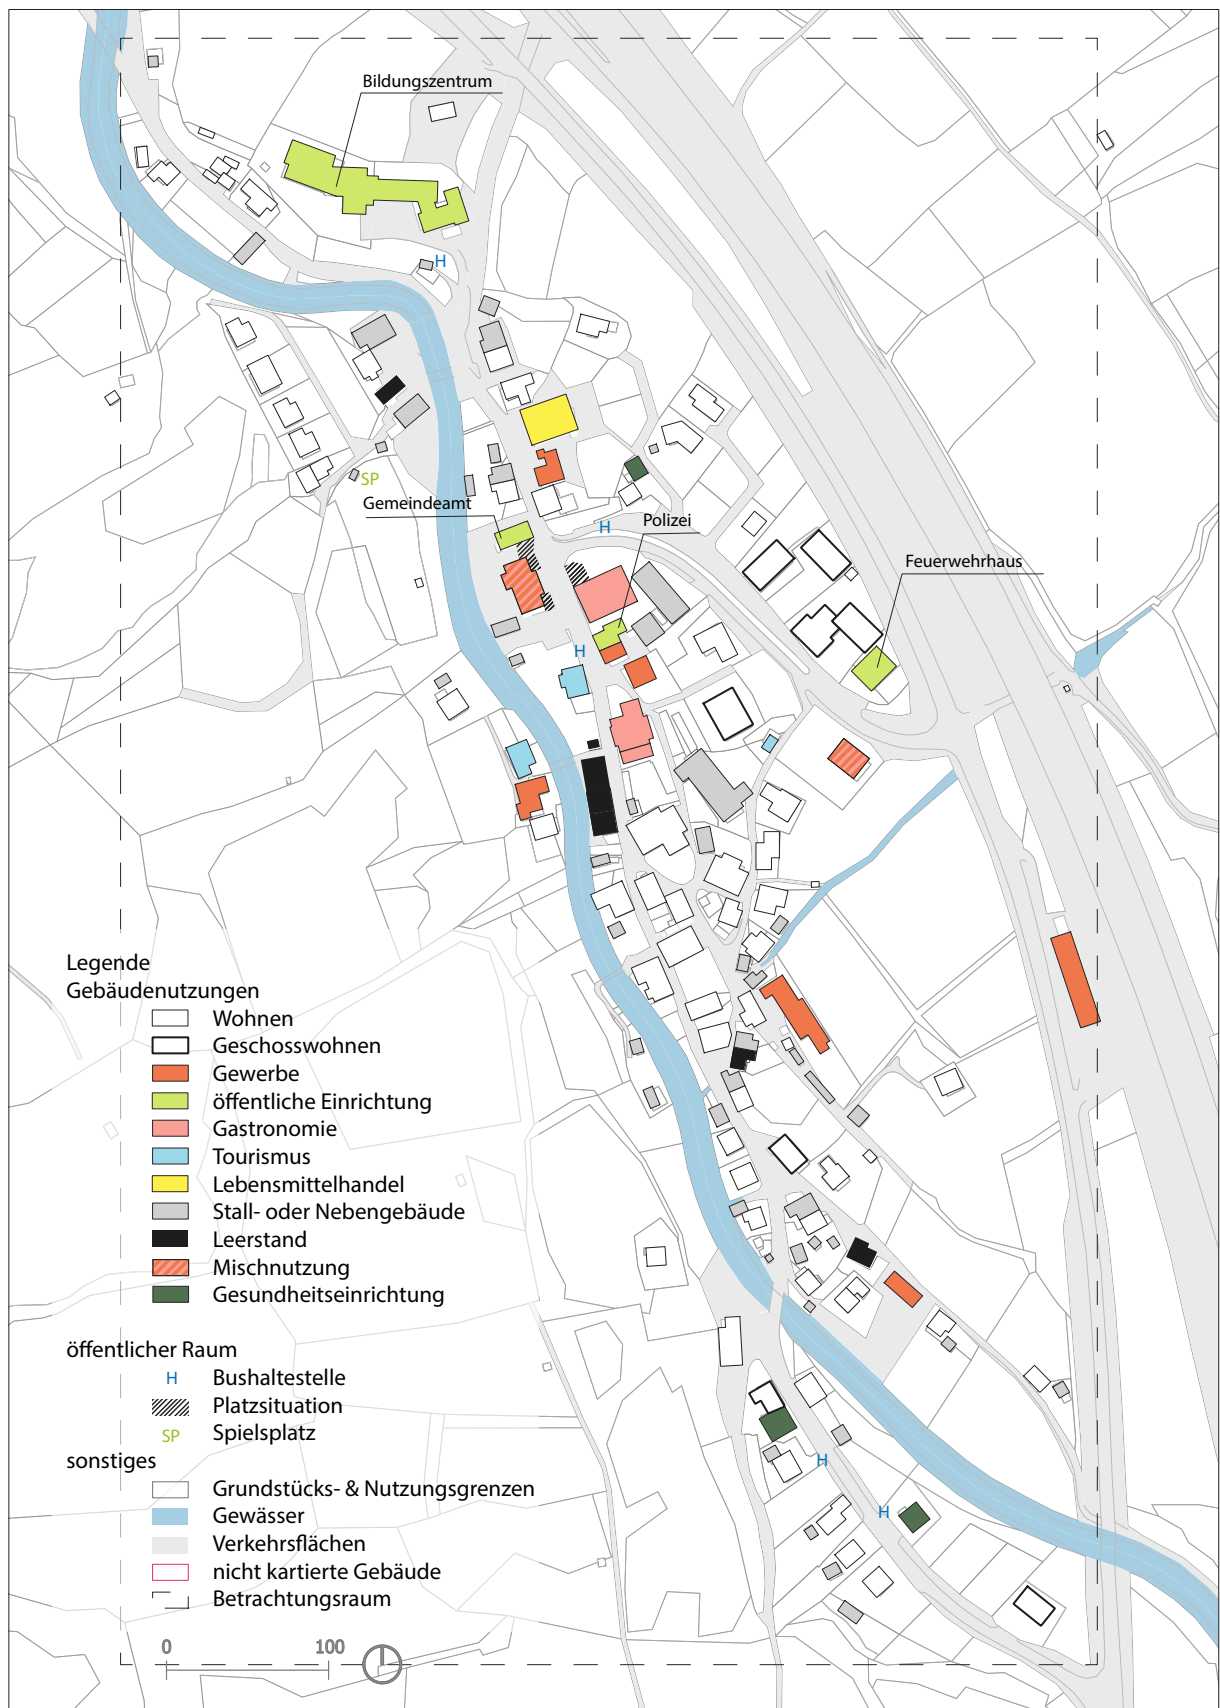 Bildungszentrum
H
SP
Gemeindeamt
H
Polizei
Feuerwehrhaus
H
Legende
Gebäudenutzungen
Wohnen
Geschosswohnen
Gewerbe
öffentliche Einrichtung
Gastronomie
Tourismus
Lebensmittelhandel
Stall- oder Nebengebäude
Leerstand
Mischnutzung
Gesundheitseinrichtung
öffentlicher Raum
H Bushaltestelle
Platzsituation
SP Spielsplatz
sonstiges
H
Grundstücks- & Nutzungsgrenzen
H
Gewässer
Verkehrsflächen
nicht kartierte Gebäude
Betrachtungsraum
0 100